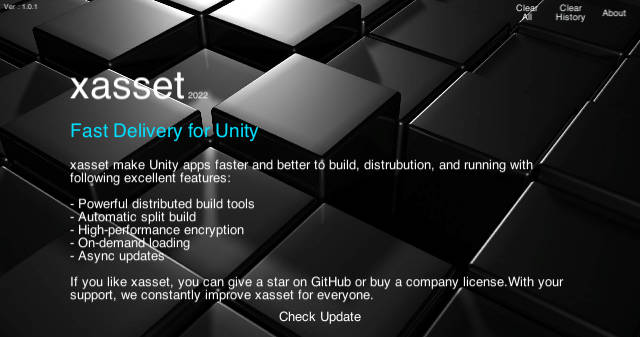 Ver : 1.0.1
Clear All
Clear History
About
xasset 2022
Fast Delivery for Unity
xasset make Unity apps faster and better to build, distrubution, and running with
following excellent features:
- Powerful distributed build tools
- Automatic split build
- High-performance encryption
- On-demand loading
- Async updates
If you like xasset, you can give a star on GitHub or buy a company license.With your
support, we constantly improve xasset for everyone.
Check Update